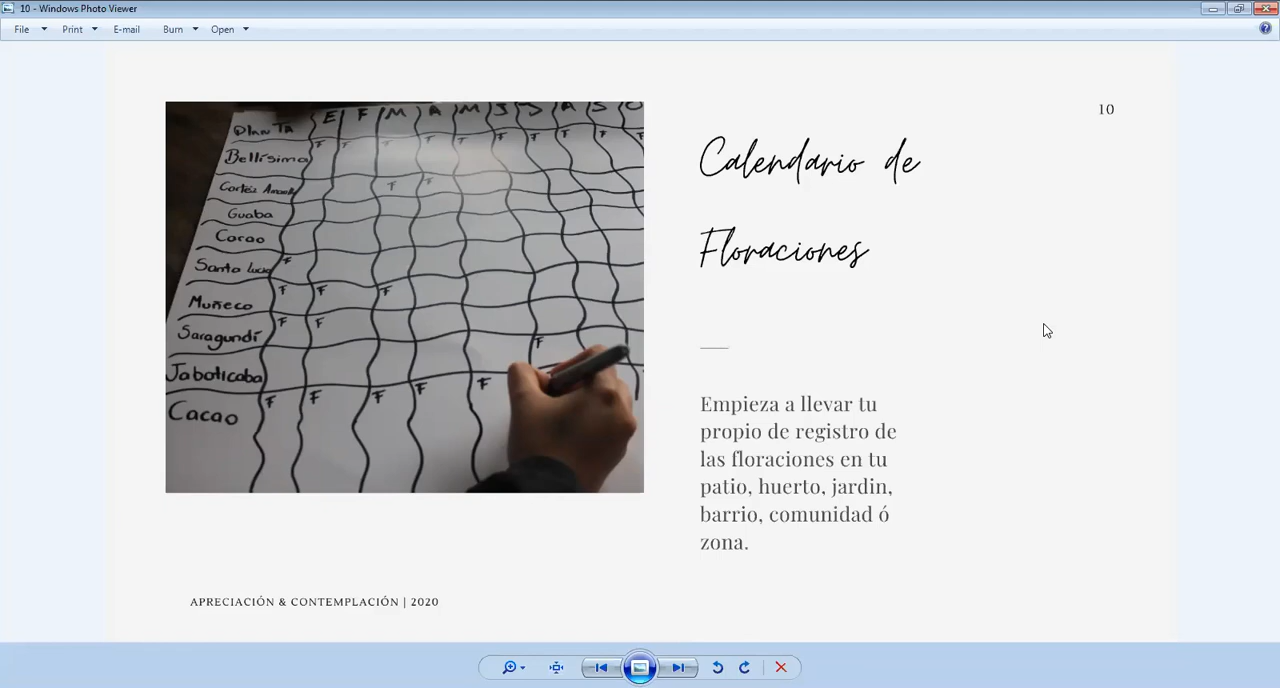 10 - Windows Photo Viewer
File Print E-mail Burn Open
10
PlanTa E F M A M J J A S O
Bellísima F F F F F F F F F F
Cortéz Amarillo F F
Guaba
Carao
Santa Lucia F
Muñeco F F F
Saragundí F F
Jaboticaba F
Cacao F F F F F
Calendario de
Floraciones
Empieza a llevar tu
propio de registro de
las floraciones en tu
patio, huerto, jardin,
barrio, comunidad ó
zona.
APRECIACIÓN & CONTEMPLACIÓN | 2020